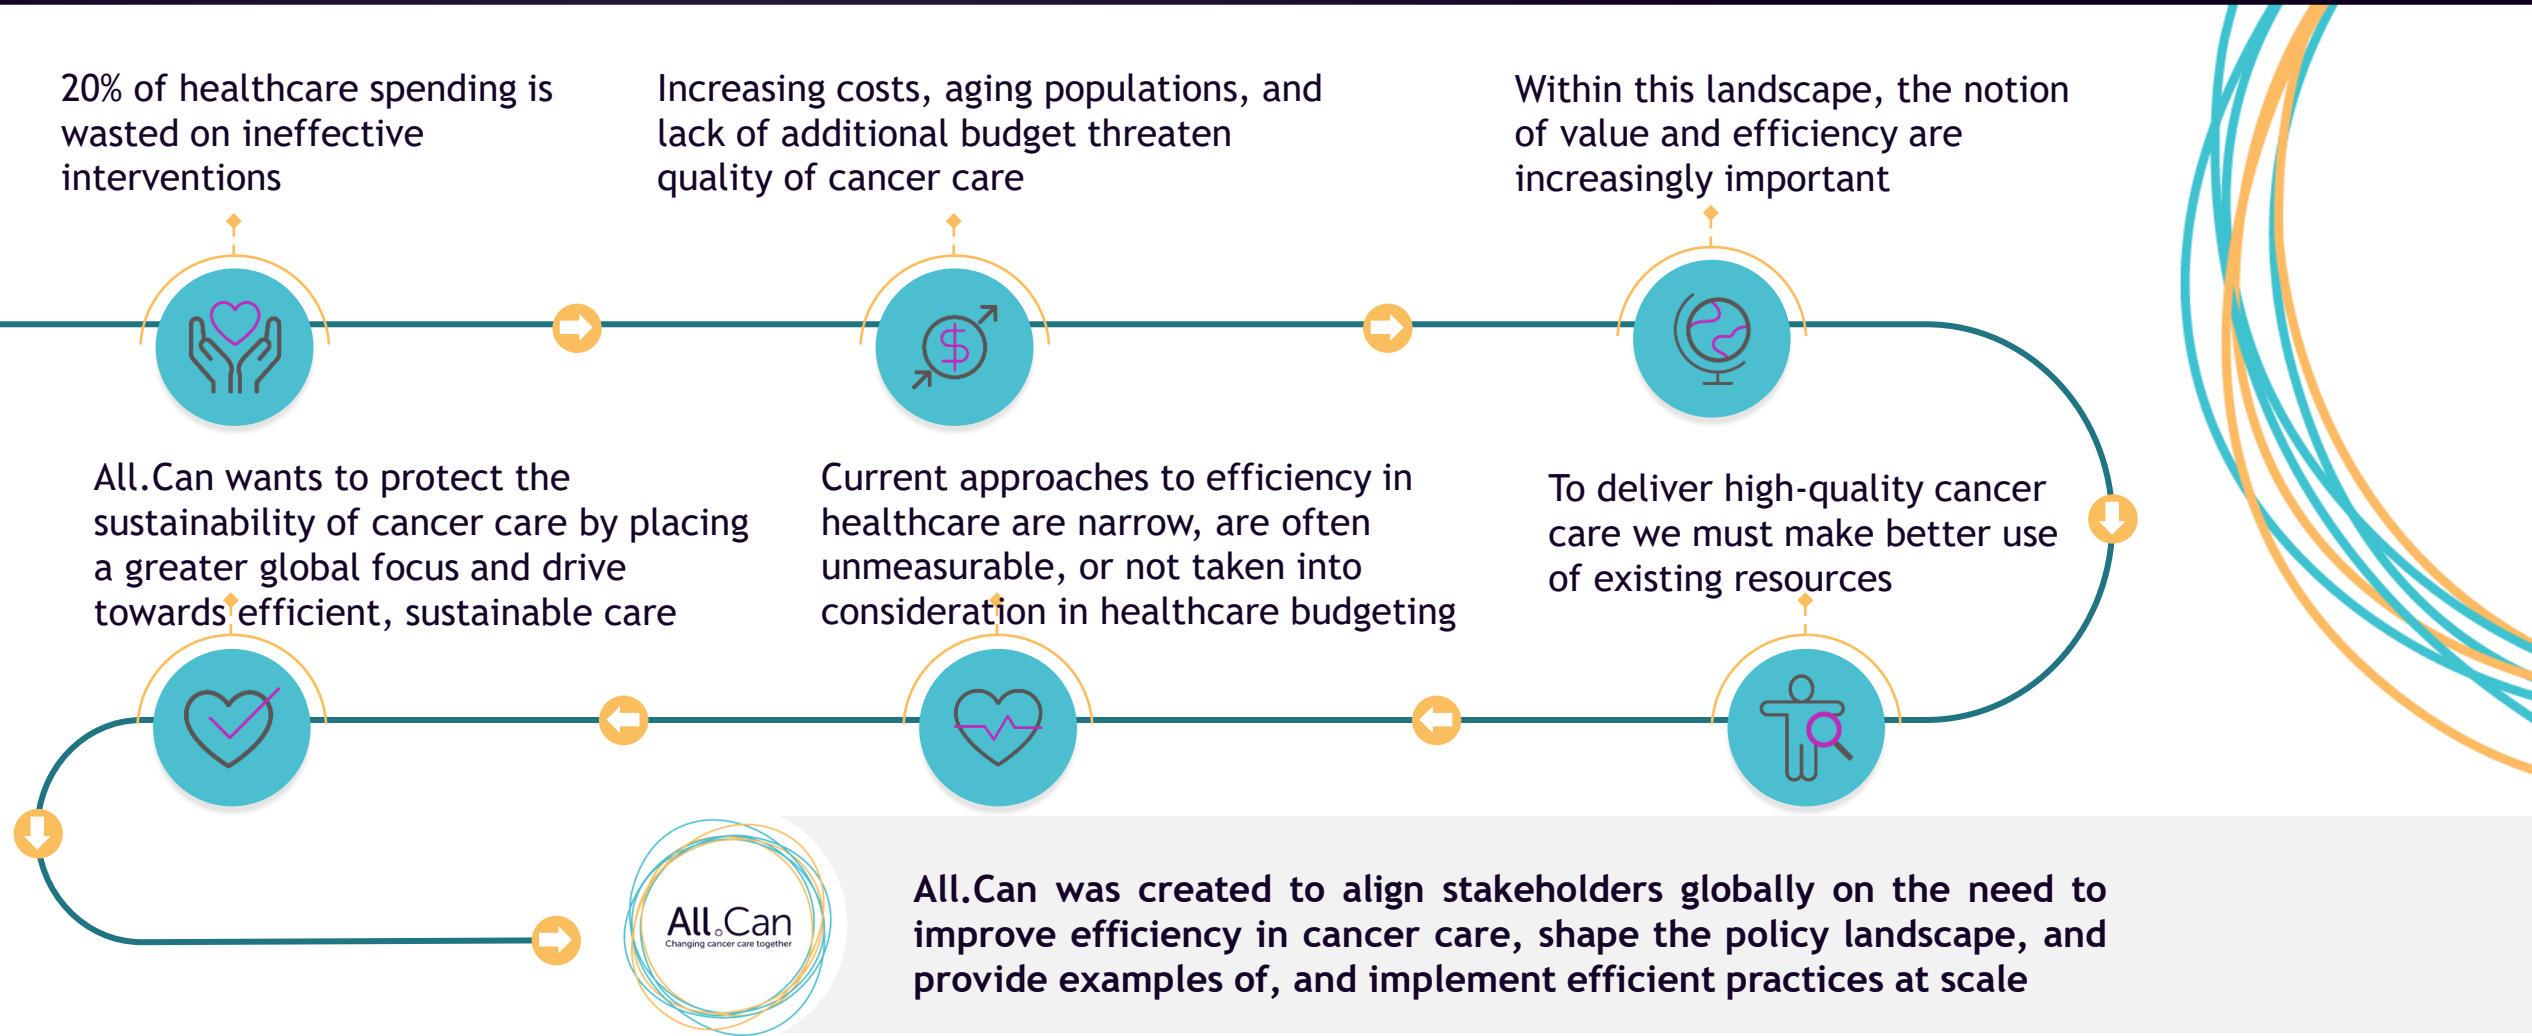 20% of healthcare spending is
wasted on ineffective
interventions
Increasing costs, aging populations, and
lack of additional budget threaten
quality of cancer care
Within this landscape, the notion
of value and efficiency are
increasingly important
To deliver high-quality cancer
care we must make better use
of existing resources
Current approaches to efficiency in
healthcare are narrow, are often
unmeasurable, or not taken into
consideration in healthcare budgeting
All.Can wants to protect the
sustainability of cancer care by placing
a greater global focus and drive
towards efficient, sustainable care
All.Can
Changing cancer care together
All.Can was created to align stakeholders globally on the need to
improve efficiency in cancer care, shape the policy landscape, and
provide examples of, and implement efficient practices at scale